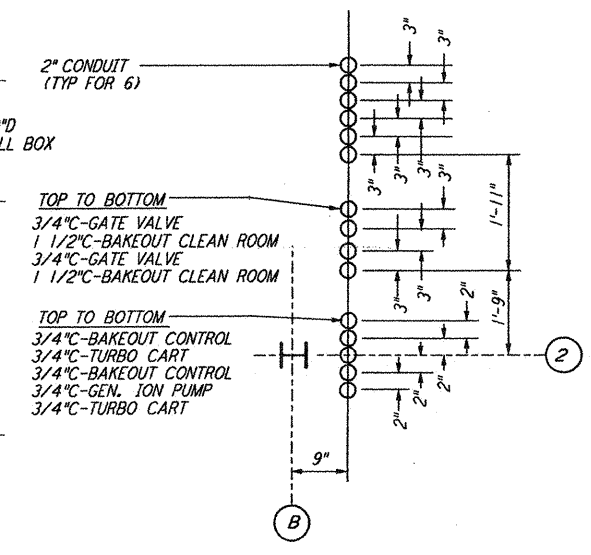 2" CONDUIT
(TYP FOR 6)
"D
LL BOX
TOP TO BOTTOM
3/4"C-GATE VALVE
1 1/2"C-BAKEOUT CLEAN ROOM
3/4"C-GATE VALVE
1 1/2"C-BAKEOUT CLEAN ROOM
TOP TO BOTTOM
3/4"C-BAKEOUT CONTROL
3/4"C-TURBO CART
3/4"C-BAKEOUT CONTROL
3/4"C-GEN. ION PUMP
3/4"C-TURBO CART
3"
3"
3"
3"
3"
3"
3"
3"
1'-11"
2"
1'-9"
2"
2"
2"
9"
2
B